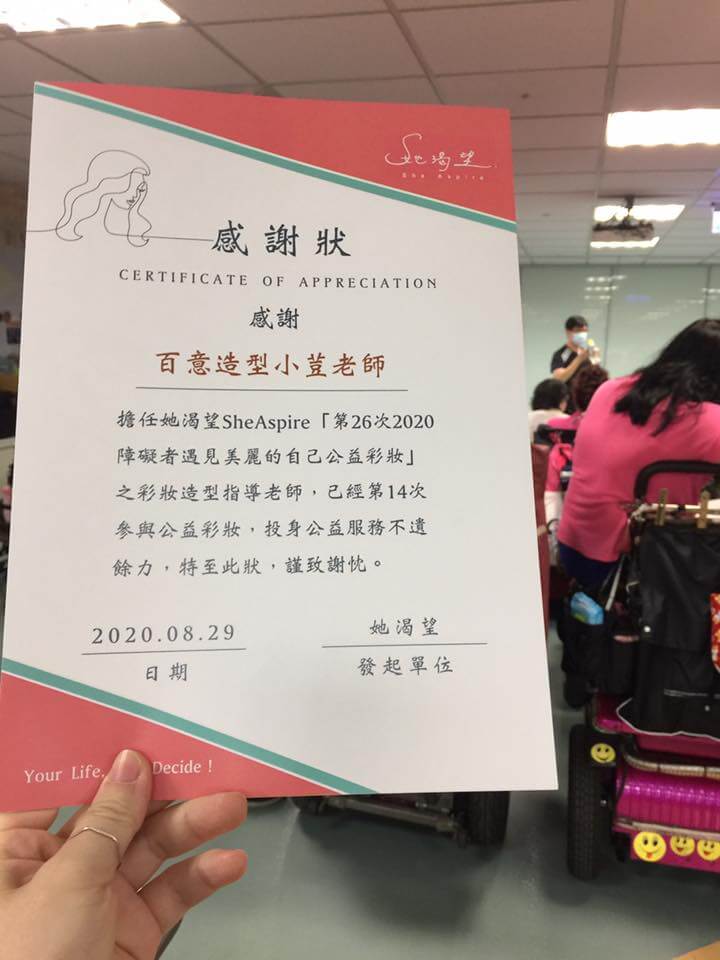 她渴望
She Aspire
感謝狀
CERTIFICATE OF APPRECIATION
感謝
百意造型小荳老師
擔任她渴望SheAspire「第26次2020
障礙者遇見美麗的自己公益彩妝」
之彩妝造型指導老師，已經第14次
參與公益彩妝，投身公益服務不遺
餘力，特至此狀，謹致謝忱。
2020.08.29
日期
她渴望
發起單位
Your Life, Decide !